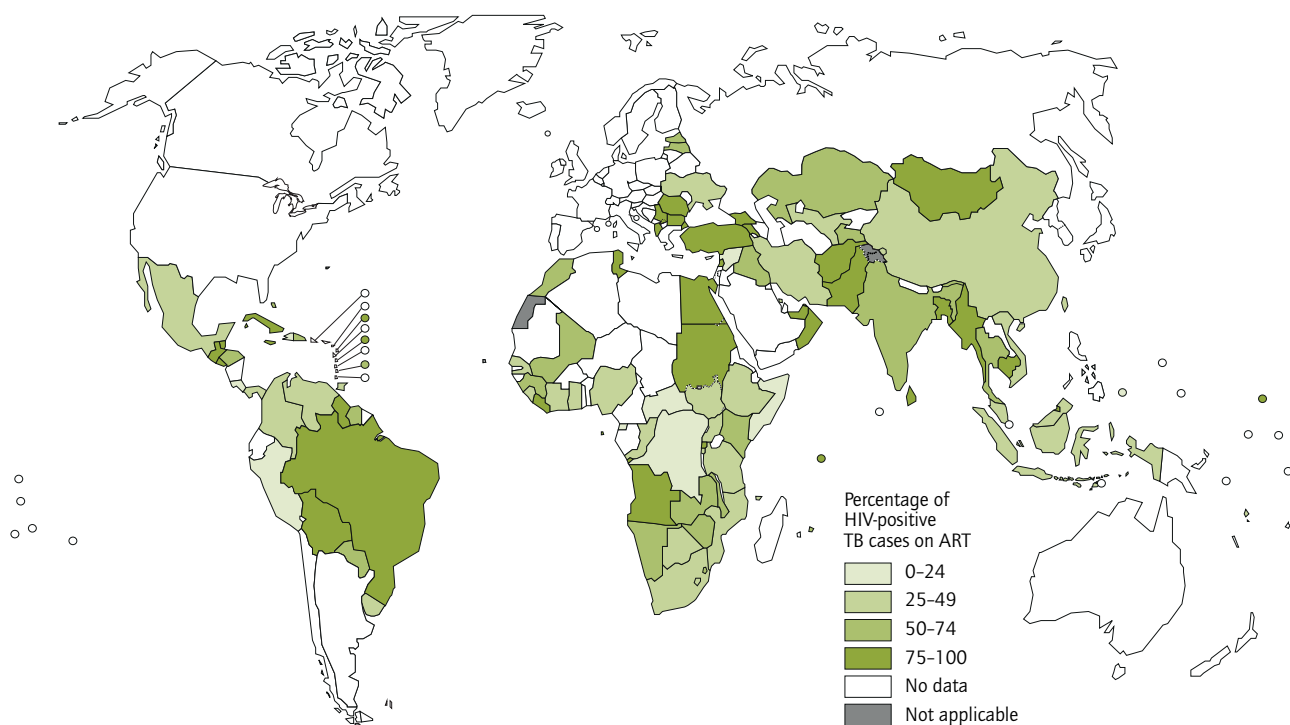 Percentage of
HIV-positive
TB cases on ART
0–24
25–49
50–74
75–100
No data
Not applicable